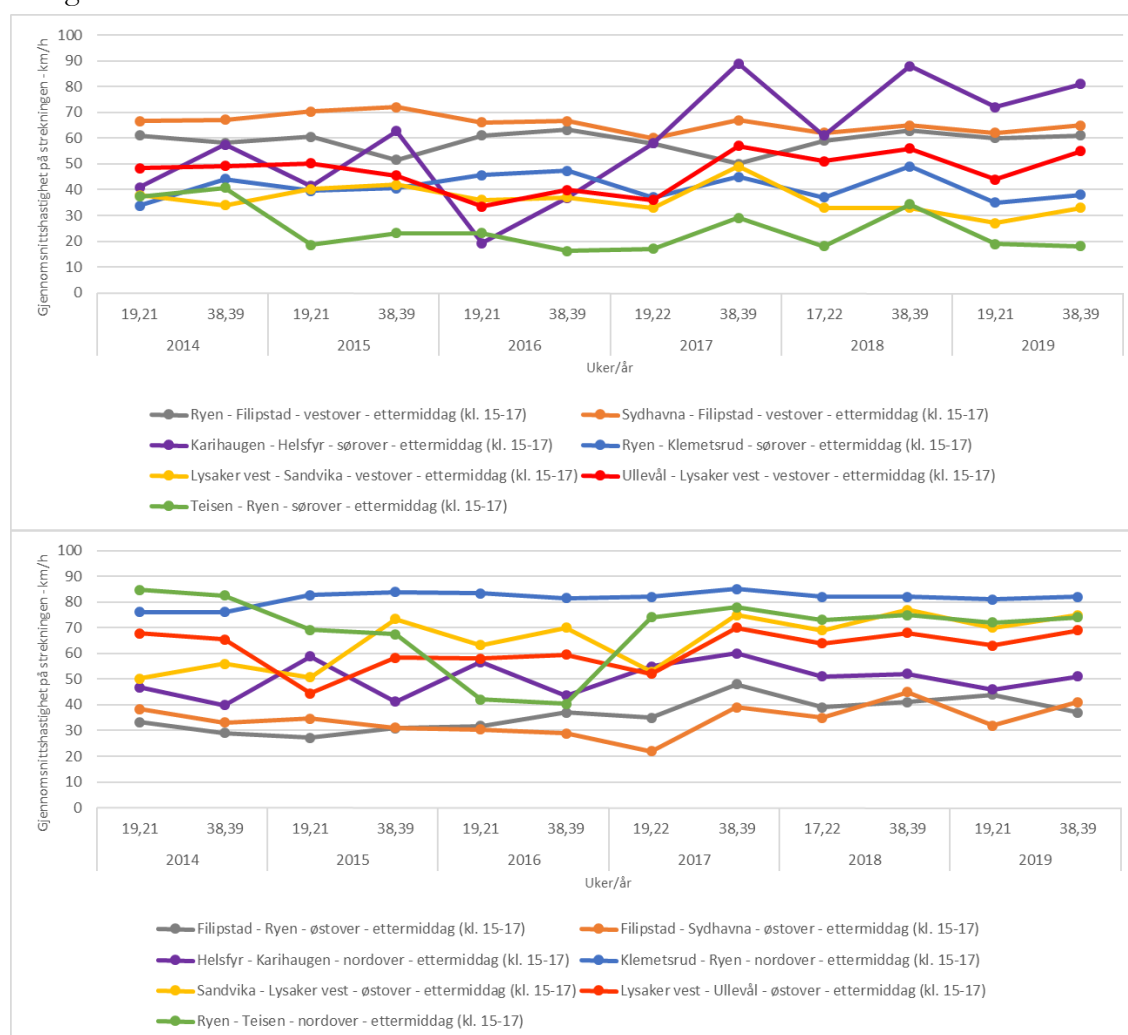 Gjennomsnittshastighet på strekningen -km/h
100
90
80
70
60
50
40
30
20
10
0
19,21 38,39 19,21 38,39 19,21 38,39 19,22 38,39 17,22 38,39 19,21 38,39
2014 2015 2016 2017 2018 2019
Uker/år
Ryen - Filipstad - vestover - ettermiddag (kl. 15-17) Sydhavna - Filipstad - vestover - ettermiddag (kl. 15-17)
Karihaugen - Helsfyr - sørover - ettermiddag (kl. 15-17) Ryen - Klemetsrud - sørover - ettermiddag (kl. 15-17)
Lysaker vest - Sandvika - vestover - ettermiddag (kl. 15-17) Ullevål - Lysaker vest - vestover - ettermiddag (kl. 15-17)
Teisen - Ryen - sørover - ettermiddag (kl. 15-17)
Gjennomsnittshastighet på strekningen - km/h
100
90
80
70
60
50
40
30
20
10
0
19,21 38,39 19,21 38,39 19,21 38,39 19,22 38,39 17,22 38,39 19,21 38,39
2014 2015 2016 2017 2018 2019
Uker/år
Filipstad - Ryen - østover - ettermiddag (kl. 15-17) Filipstad - Sydhavna - østover - ettermiddag (kl. 15-17)
Helsfyr - Karihaugen - nordover - ettermiddag (kl. 15-17) Klemetsrud - Ryen - nordover - ettermiddag (kl. 15-17)
Sandvika - Lysaker vest - østover - ettermiddag (kl. 15-17) Lysaker vest - Ullevål - østover - ettermiddag (kl. 15-17)
Ryen - Teisen - nordover - ettermiddag (kl. 15-17)